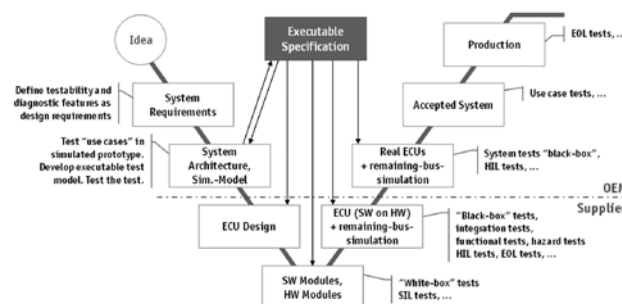 Idea
Executable
Specification
Production
EOL tests, ...
Define testability and
diagnostic features as
design requirements
System
Requirements
Accepted System
Use case tests, ...
Test "use cases" in
simulated prototype.
Develop executable test
model. Test the test.
System
Architecture,
Sim.-Model
Real ECUs
+ remaining-bus-
simulation
System tests "black-box",
HIL tests, ...
OEM
Supplier
ECU Design
ECU (SW on HW)
+ remaining-bus-
simulation
"Black-box" tests,
integration tests,
functional tests, hazard tests
HIL tests, EOL tests, ...
SW Modules,
HW Modules
"White-box" tests
SIL tests, ...